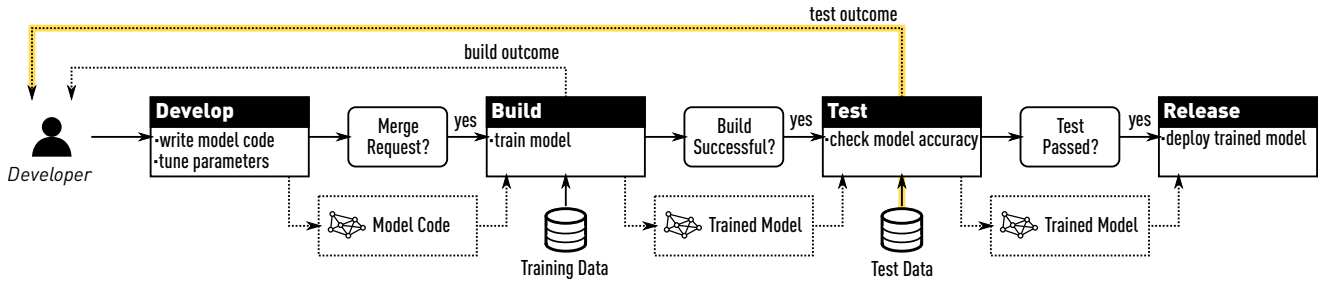 test outcome
build outcome
Developer
Develop
·write model code
·tune parameters
Merge
Request?
yes
Build
·train model
Build
Successful?
yes
Test
·check model accuracy
Test
Passed?
yes
Release
·deploy trained model
Model Code
Training Data
Trained Model
Test Data
Trained Model